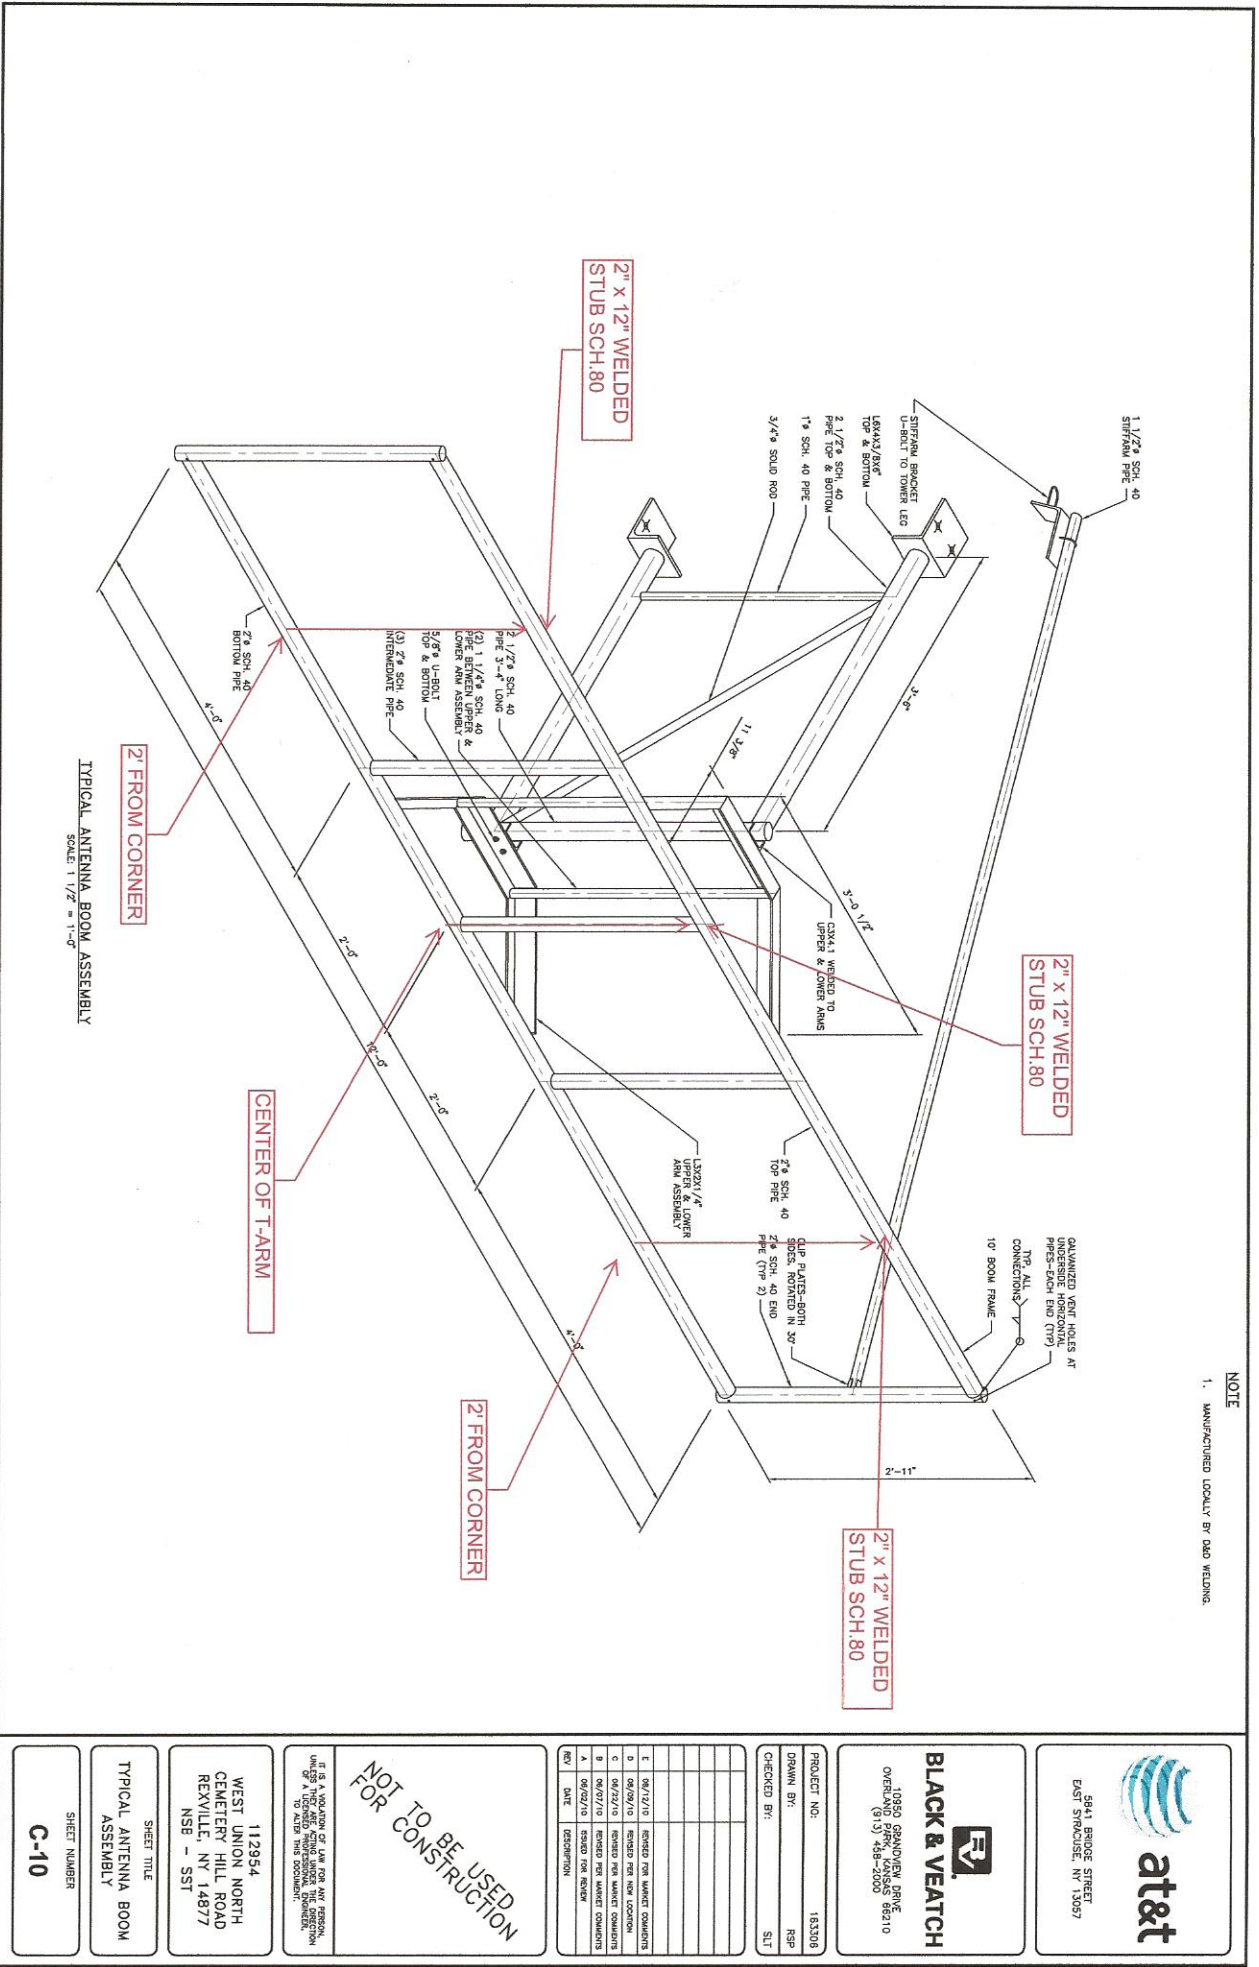 NOTE
1. MANUFACTURED LOCALLY BY D&D WELDING.
1 1/2"ø SCH. 40
STIFFARM PIPE
STIFFARM BRACKET
U-BOLT TO TOWER LEG
L6X4X3/8X6"
TOP & BOTTOM
2 1/2"ø SCH. 40
PIPE TOP & BOTTOM
1"ø SCH. 40 PIPE
3/4"ø SOLID ROD
2" x 12" WELDED
STUB SCH.80
3'-6"
11 3/8"
3'-0 1/2"
C3X4.1 WELDED TO
UPPER & LOWER ARMS
2" x 12" WELDED
STUB SCH.80
GALVANIZED VENT HOLES AT
UNDERSIDE HORIZONTAL
PIPES-EACH END (TYP)
TYP. ALL
CONNECTIONS
10' BOOM FRAME
2"ø SCH. 40
TOP PIPE
CLIP PLATES-BOTH
SIDES, ROTATED IN 30°
2"ø SCH. 40 END
PIPE (TYP 2)
L3X2X1/4"
UPPER & LOWER
ARM ASSEMBLY
2'-11"
2" x 12" WELDED
STUB SCH.80
2 1/2"ø SCH. 40
PIPE 3'-4" LONG
(2) 1 1/4"ø SCH. 40
PIPE BETWEEN UPPER &
LOWER ARM ASSEMBLY
5/8"ø U-BOLT
TOP & BOTTOM
(3) 2"ø SCH. 40
INTERMEDIATE PIPE
2"ø SCH. 40
BOTTOM PIPE
4'-0"
2'-0"
12'-0"
2'-0"
4'-0"
2' FROM CORNER
CENTER OF T-ARM
2' FROM CORNER
TYPICAL ANTENNA BOOM ASSEMBLY
SCALE: 1 1/2" = 1'-0"
at&t
5841 BRIDGE STREET
EAST SYRACUSE, NY 13057
BLACK & VEATCH
10950 GRANDVIEW DRIVE
OVERLAND PARK, KANSAS 66210
(913) 458-2000
PROJECT NO: 163306
DRAWN BY: RSP
CHECKED BY: SLT
E 08/12/10 REVISED FOR MARKET COMMENTS
D 08/09/10 REVISED PER NEW LOCATION
C 06/22/10 REVISED PER MARKET COMMENTS
B 06/07/10 REVISED PER MARKET COMMENTS
A 06/02/10 ISSUED FOR REVIEW
REV DATE DESCRIPTION
NOT TO BE USED
FOR CONSTRUCTION
IT IS A VIOLATION OF LAW FOR ANY PERSON,
UNLESS THEY ARE ACTING UNDER THE DIRECTION
OF A LICENSED PROFESSIONAL ENGINEER,
TO ALTER THIS DOCUMENT.
112954
WEST UNION NORTH
CEMETERY HILL ROAD
REXVILLE, NY 14877
NSB - SST
SHEET TITLE
TYPICAL ANTENNA BOOM
ASSEMBLY
SHEET NUMBER
C-10